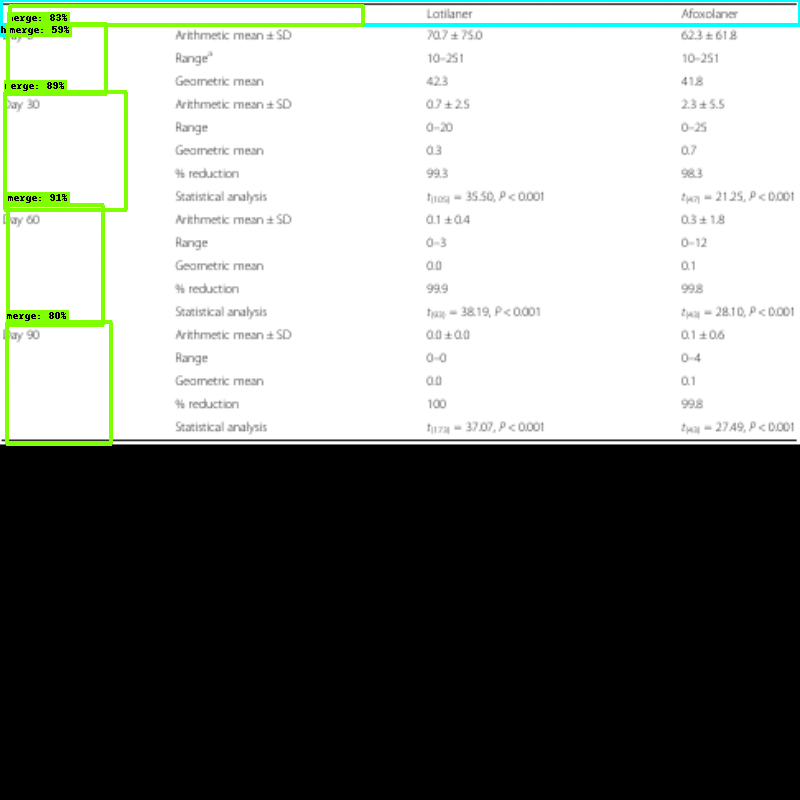 merge: 83% Lotilaner Afoxolaner
merge: 59% Arithmetic mean ± SD 70.7 ± 75.0 62.3 ± 61.8
Rangeª 10–251 10–251
merge: 89% Geometric mean 42.3 41.8
Day 30 Arithmetic mean ± SD 0.7 ± 2.5 2.3 ± 5.5
Range 0–20 0–25
Geometric mean 0.3 0.7
% reduction 99.3 98.3
merge: 91% Statistical analysis t(105) = 35.50, P < 0.001 t(47) = 21.25, P < 0.001
Day 60 Arithmetic mean ± SD 0.1 ± 0.4 0.3 ± 1.8
Range 0–3 0–12
Geometric mean 0.0 0.1
% reduction 99.9 99.8
merge: 80% Statistical analysis t(93) = 38.19, P < 0.001 t(43) = 28.10, P < 0.001
Day 90 Arithmetic mean ± SD 0.0 ± 0.0 0.1 ± 0.6
Range 0–0 0–4
Geometric mean 0.0 0.1
% reduction 100 99.8
Statistical analysis t(173) = 37.07, P < 0.001 t(43) = 27.49, P < 0.001